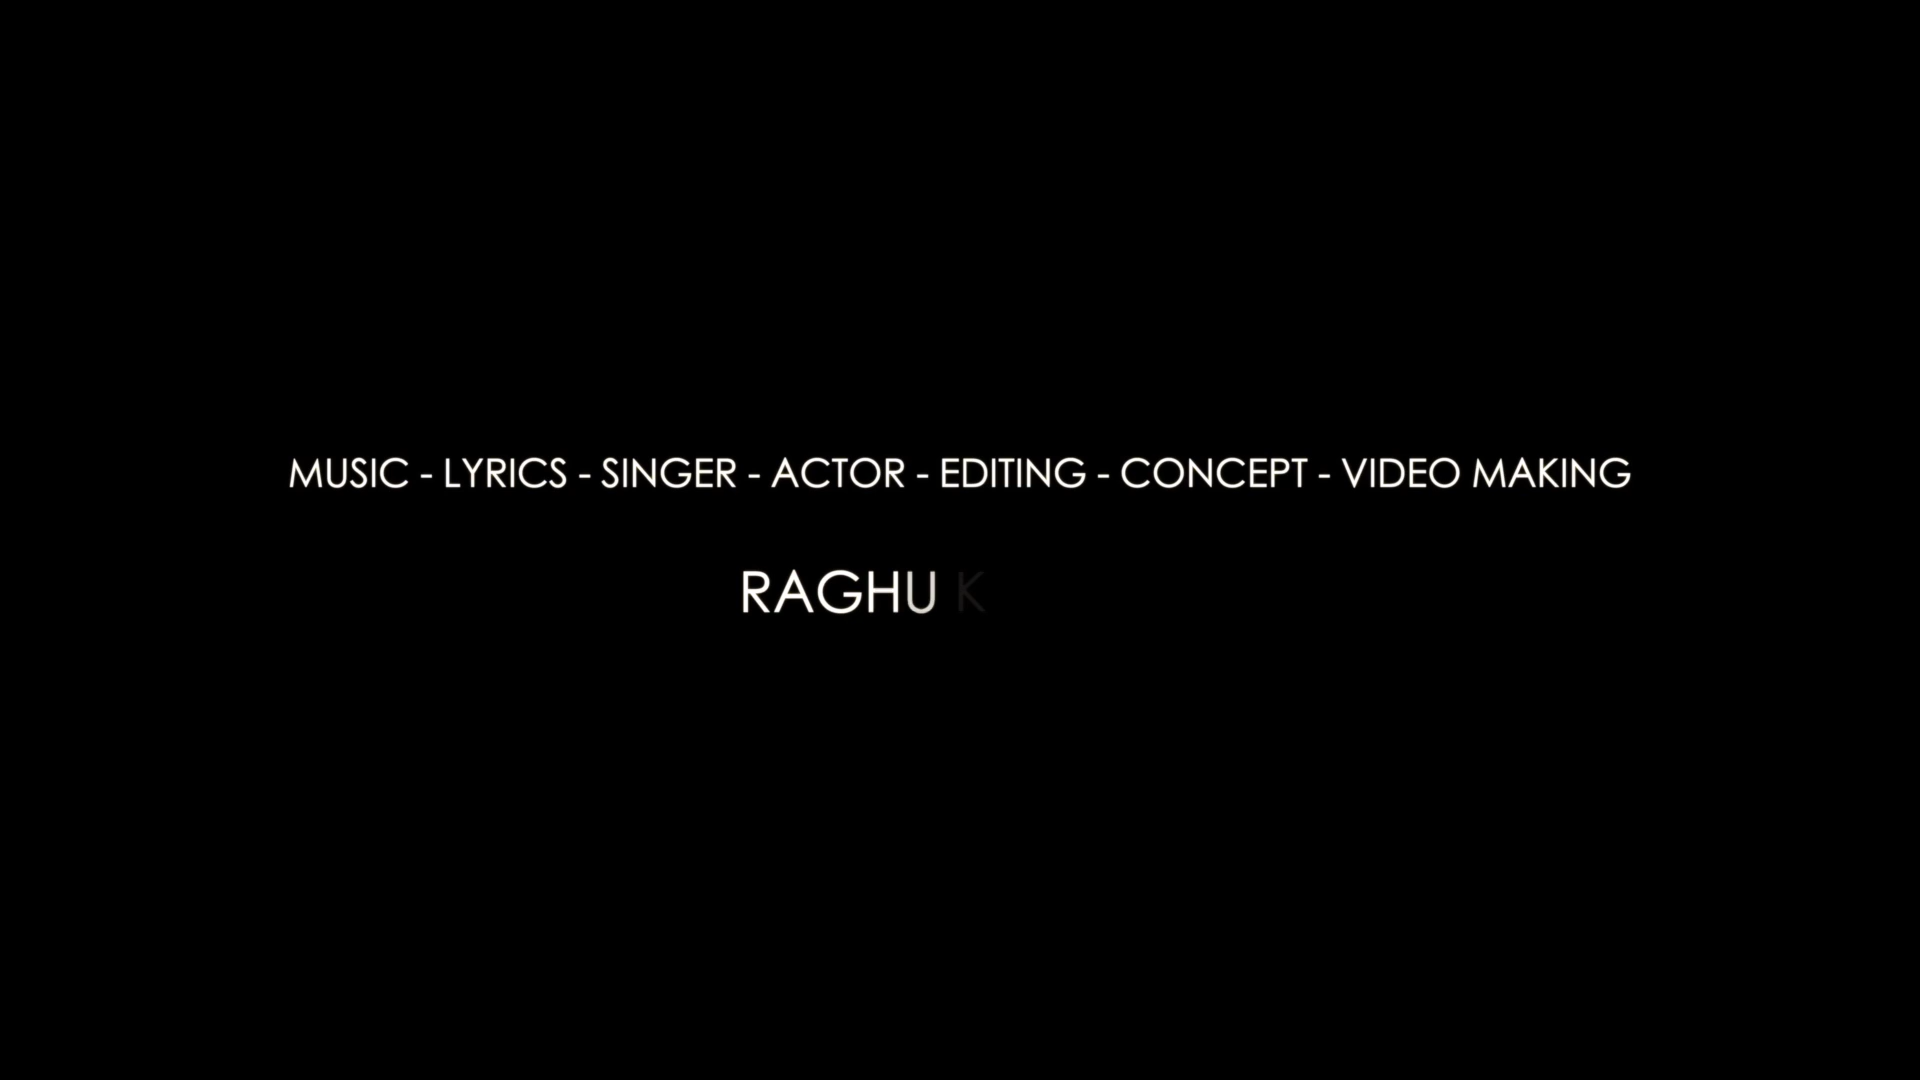 MUSIC - LYRICS - SINGER - ACTOR - EDITING - CONCEPT - VIDEO MAKING
RAGHU K